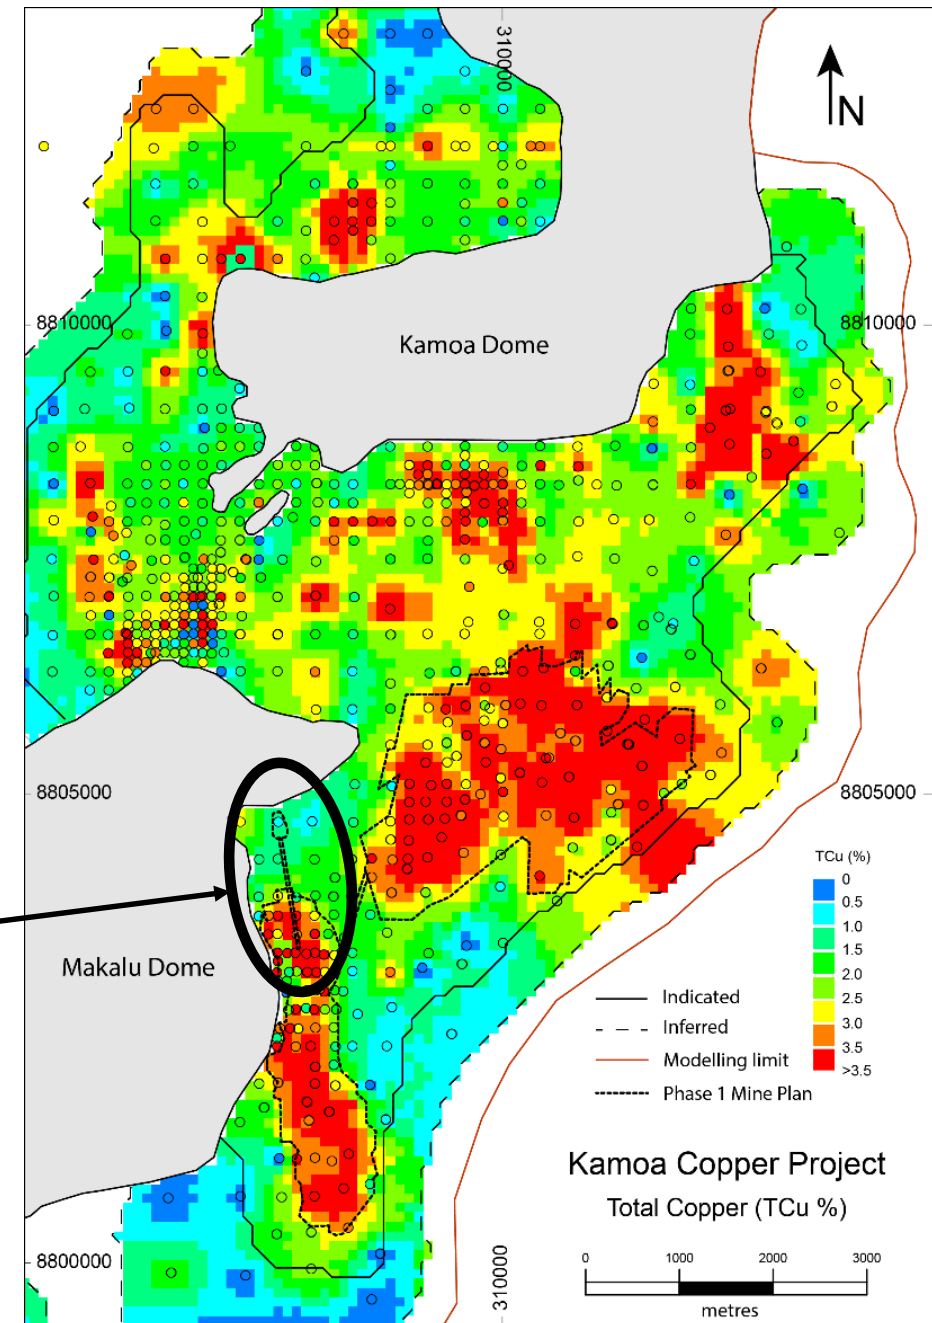 310000
N
8810000
8810000
Kamoa Dome
8805000
8805000
TCu (%)
0
0.5
1.0
1.5
2.0
2.5
3.0
3.5
>3.5
Makalu Dome
Indicated
Inferred
Modelling limit
Phase 1 Mine Plan
Kamoa Copper Project
Total Copper (TCu %)
8800000
310000
0 1000 2000 3000
metres